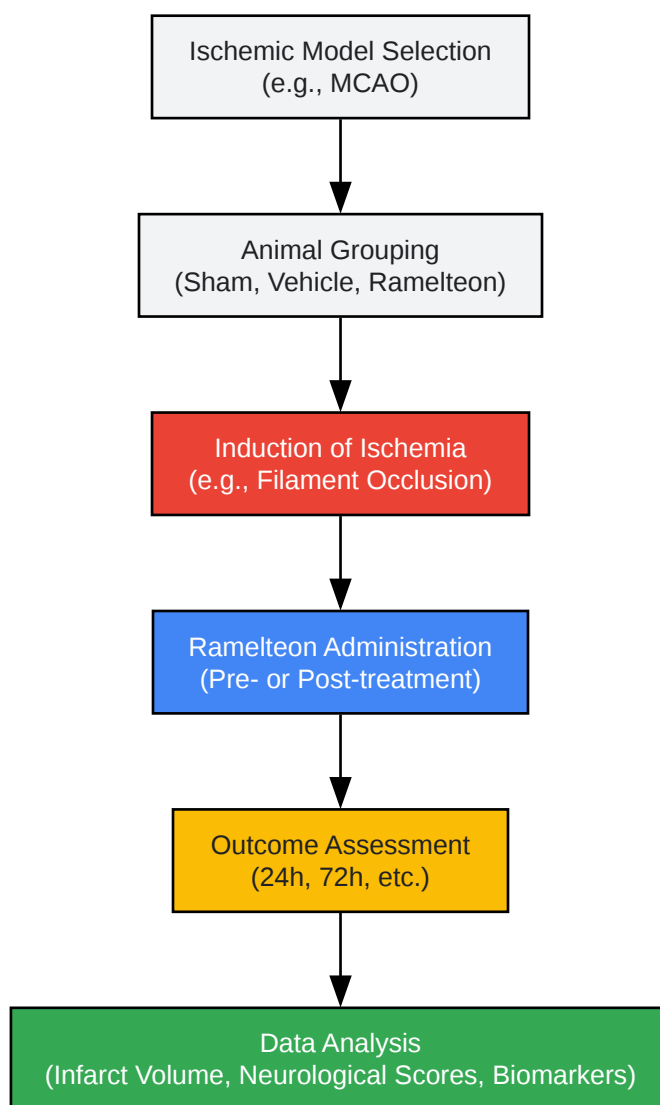 Ischemic Model Selection
(e.g., MCAO)
Animal Grouping
(Sham, Vehicle, Ramelteon)
Induction of Ischemia
(e.g., Filament Occlusion)
Ramelteon Administration
(Pre- or Post-treatment)
Outcome Assessment
(24h, 72h, etc.)
Data Analysis
(Infarct Volume, Neurological Scores, Biomarkers)